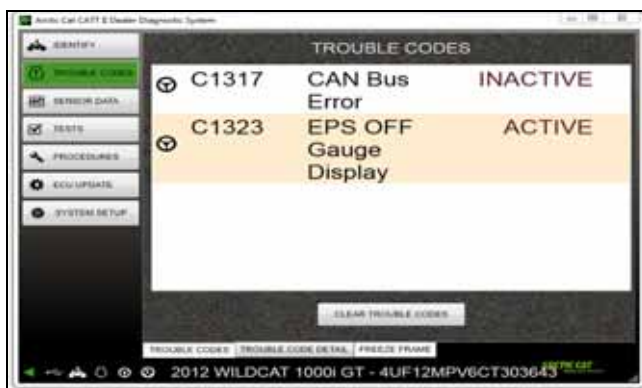 Arctic Cat CATT II Dealer Diagnostic System
IDENTIFY
TROUBLE CODES
TROUBLE CODES
SENSOR DATA
TESTS
PROCEDURES
ECU UPDATE
SYSTEM SETUP
C1317 CAN Bus Error INACTIVE
C1323 EPS OFF Gauge Display ACTIVE
CLEAR TROUBLE CODES
TROUBLE CODES TROUBLE CODE DETAIL FREEZE FRAME
2012 WILDCAT 1000i GT - 4UF12MPV6CT303643
ARCTIC CAT